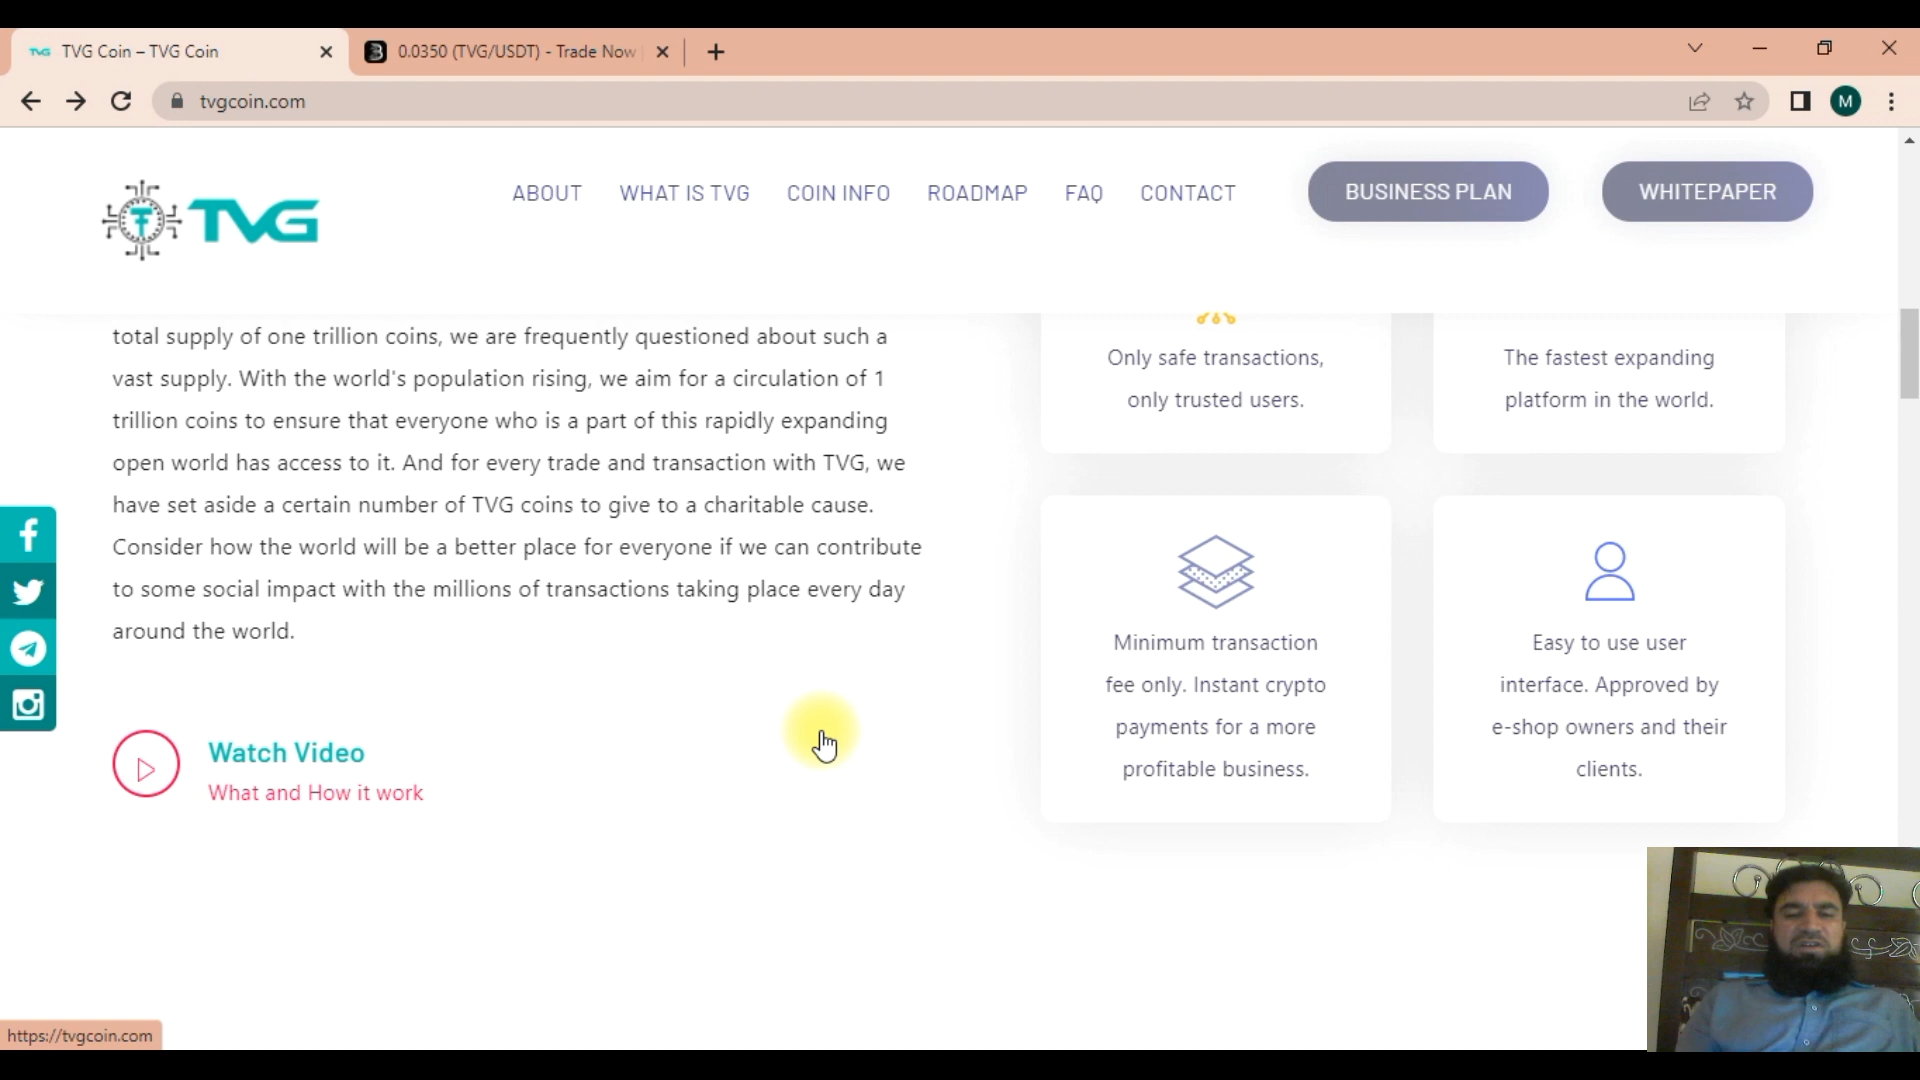 TVG TVG Coin – TVG Coin
0.0350 (TVG/USDT) - Trade Now
tvgcoin.com
M
TVG
ABOUT WHAT IS TVG COIN INFO ROADMAP FAQ CONTACT BUSINESS PLAN WHITEPAPER
total supply of one trillion coins, we are frequently questioned about such a
vast supply. With the world's population rising, we aim for a circulation of 1
trillion coins to ensure that everyone who is a part of this rapidly expanding
open world has access to it. And for every trade and transaction with TVG, we
have set aside a certain number of TVG coins to give to a charitable cause.
Consider how the world will be a better place for everyone if we can contribute
to some social impact with the millions of transactions taking place every day
around the world.
Watch Video
What and How it work
Only safe transactions,
only trusted users.
The fastest expanding
platform in the world.
Minimum transaction
fee only. Instant crypto
payments for a more
profitable business.
Easy to use user
interface. Approved by
e-shop owners and their
clients.
https://tvgcoin.com